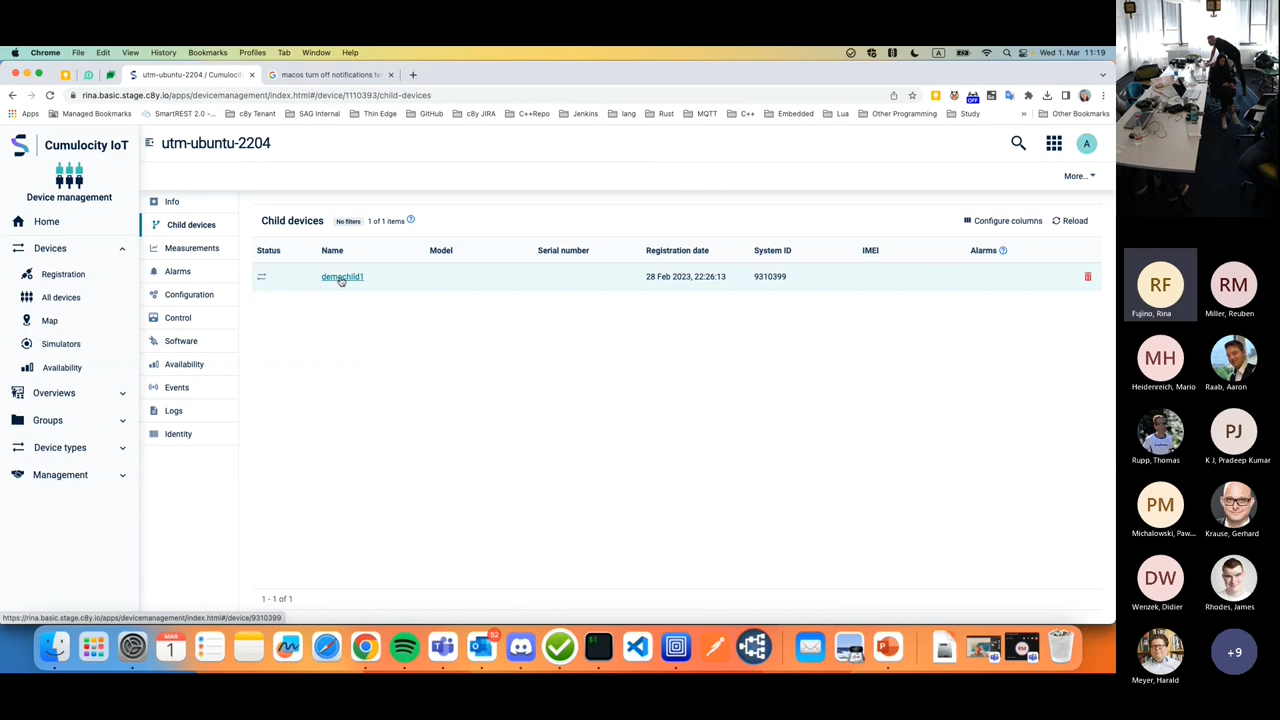 Chrome File Edit View History Bookmarks Profiles Tab Window Help
A
Wed 1. Mar 11:19
utm-ubuntu-2204 / Cumulocity
macos turn off notifications te
rina.basic.stage.c8y.io/apps/devicemanagement/index.html#/device/1110393/child-devices
OFF
Apps Managed Bookmarks SmartREST 2.0 -... c8y Tenant SAG Internal Thin Edge GitHub c8y JIRA C++Repo Jenkins lang Rust MQTT C++ Embedded Lua Other Programming Study » Other Bookmarks
Cumulocity IoT
Device management
utm-ubuntu-2204
A
More...
Home
Devices
Registration
All devices
Map
Simulators
Availability
Overviews
Groups
Device types
Management
Info
Child devices
Measurements
Alarms
Configuration
Control
Software
Availability
Events
Logs
Identity
Child devices No filters 1 of 1 items
Configure columns Reload
Status Name Model Serial number Registration date System ID IMEI Alarms
demochild1 28 Feb 2023, 22:26:13 9310399
1 - 1 of 1
https://rina.basic.stage.c8y.io/apps/devicemanagement/index.html#/device/9310399
MAR
1
52
RM
RF
Fujino, Rina
RM
Miller, Reuben
MH
Heidenreich, Mario
Raab, Aaron
Rupp, Thomas
PJ
K J, Pradeep Kumar
PM
Michalowski, Paw...
Krause, Gerhard
DW
Wenzek, Didier
Rhodes, James
Meyer, Harald
+9